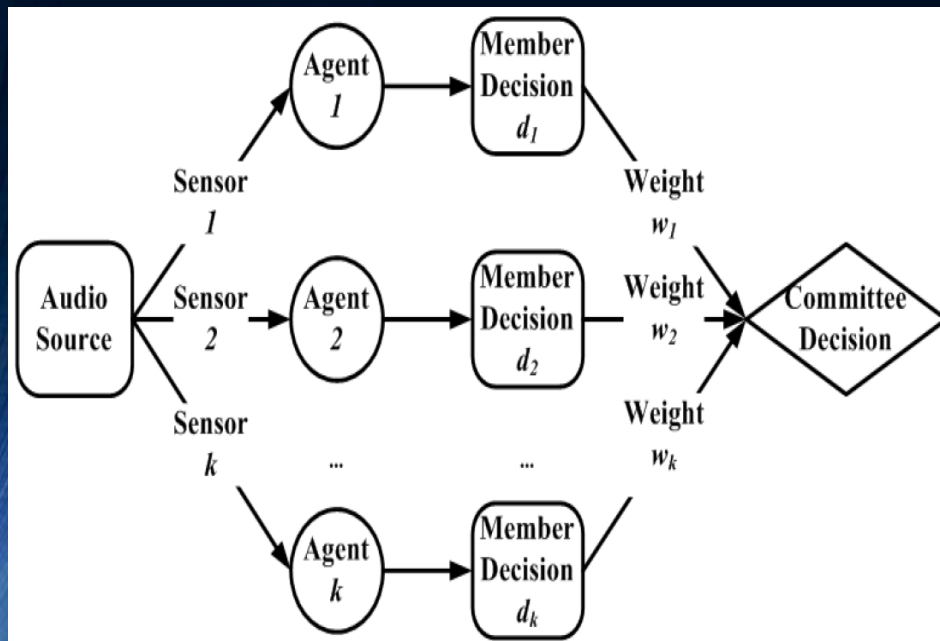 Agent
1
Member
Decision
d₁
Sensor
1
Weight
w₁
Audio
Source
Sensor
2
Agent
2
Member
Decision
d₂
Weight
w₂
Committee
Decision
Sensor
k
...
...
Weight
wₖ
Agent
k
Member
Decision
dₖ